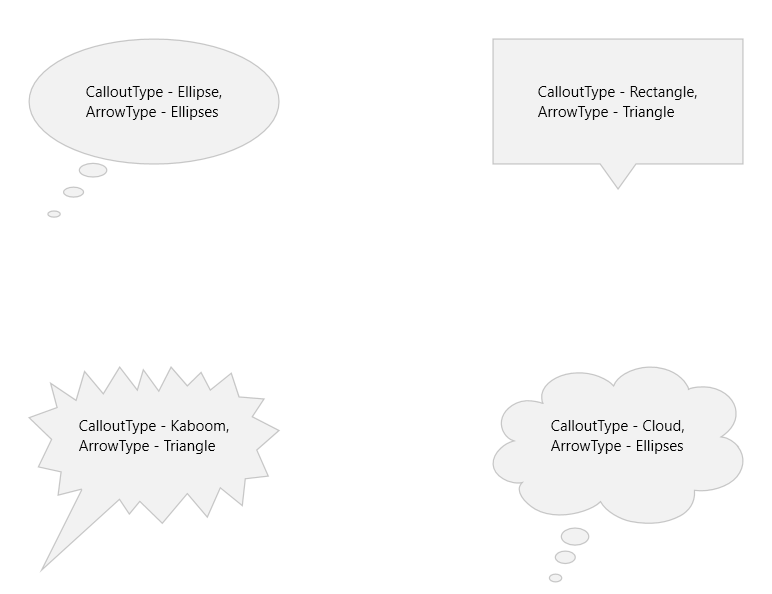 CalloutType - Ellipse,
ArrowType - Ellipses
CalloutType - Rectangle,
ArrowType - Triangle
CalloutType - Kaboom,
ArrowType - Triangle
CalloutType - Cloud,
ArrowType - Ellipses